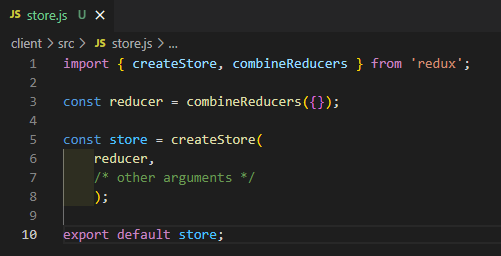 JS store.js U ×
client > src > JS store.js > ...
1 import { createStore, combineReducers } from 'redux';
2
3 const reducer = combineReducers({});
4
5 const store = createStore(
6     reducer,
7     /* other arguments */
8     );
9
10 export default store;